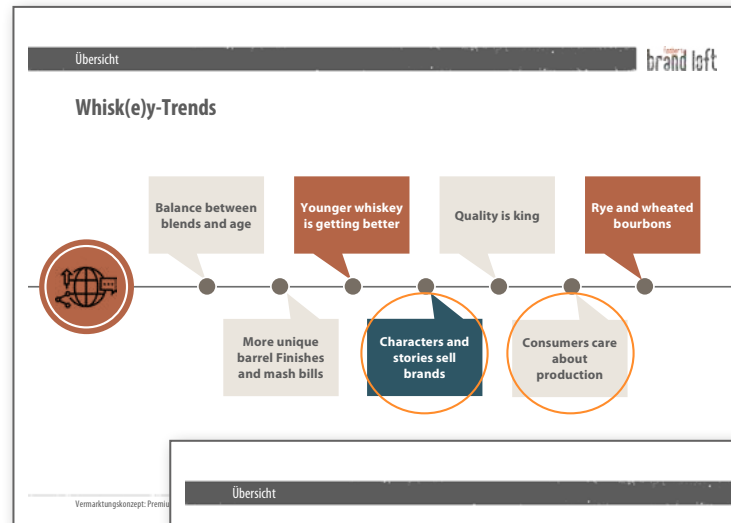 Übersicht
brand loft
Whisk(e)y-Trends
Balance between
blends and age
Younger whiskey
is getting better
Quality is king
Rye and wheated
bourbons
More unique
barrel Finishes
and mash bills
Characters and
stories sell
brands
Consumers care
about
production
Vermarktungskonzept:
Übersicht